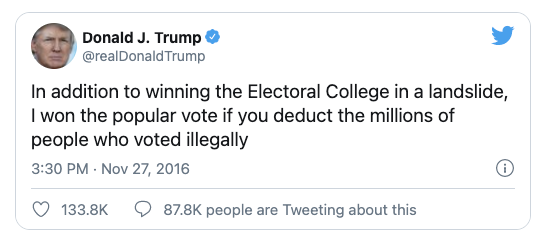 Donald J. Trump
@realDonaldTrump
In addition to winning the Electoral College in a landslide,
I won the popular vote if you deduct the millions of
people who voted illegally
3:30 PM · Nov 27, 2016
133.8K 87.8K people are Tweeting about this